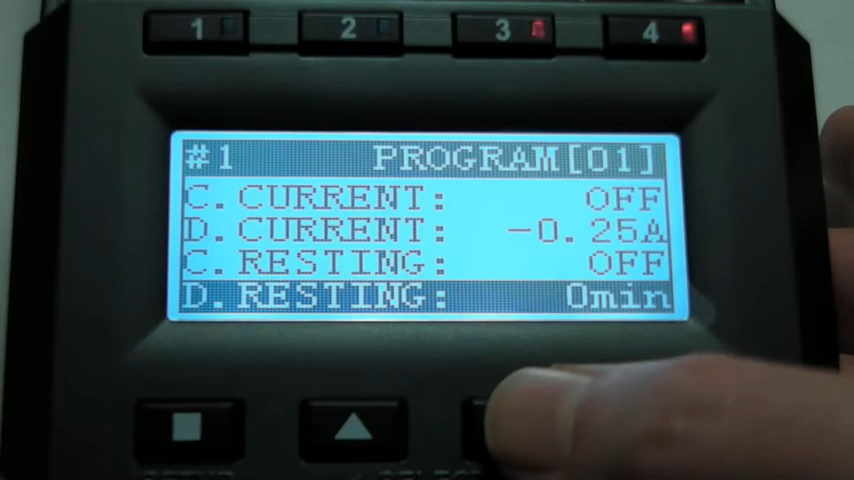 1 2 3 4
#1 PROGRAM[01]
C.CURRENT: OFF
D.CURRENT: -0.25A
C.RESTING: OFF
D.RESTING: 0min